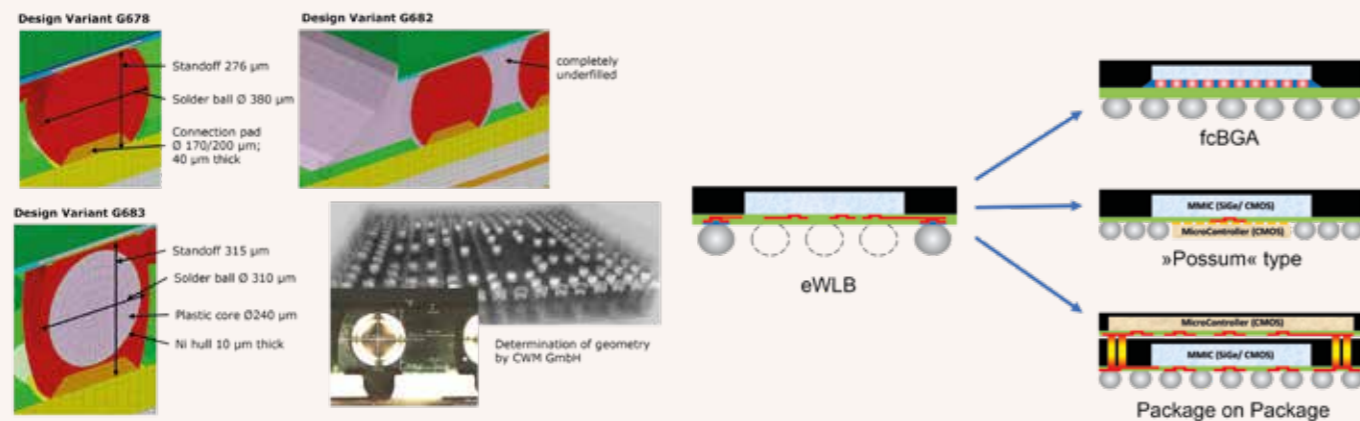 Design Variant G678
Standoff 276 µm
Solder ball Ø 380 µm
Connection pad
Ø 170/200 µm;
40 µm thick
Design Variant G682
completely
underfilled
Design Variant G683
Standoff 315 µm
Solder ball Ø 310 µm
Plastic core Ø240 µm
Ni hull 10 µm thick
Determination of geometry
by CWM GmbH
eWLB
fcBGA
MMIC (SiGe/ CMOS)
MicroController (CMOS)
»Possum« type
MicroController (CMOS)
MMIC (SiGe/ CMOS)
Package on Package